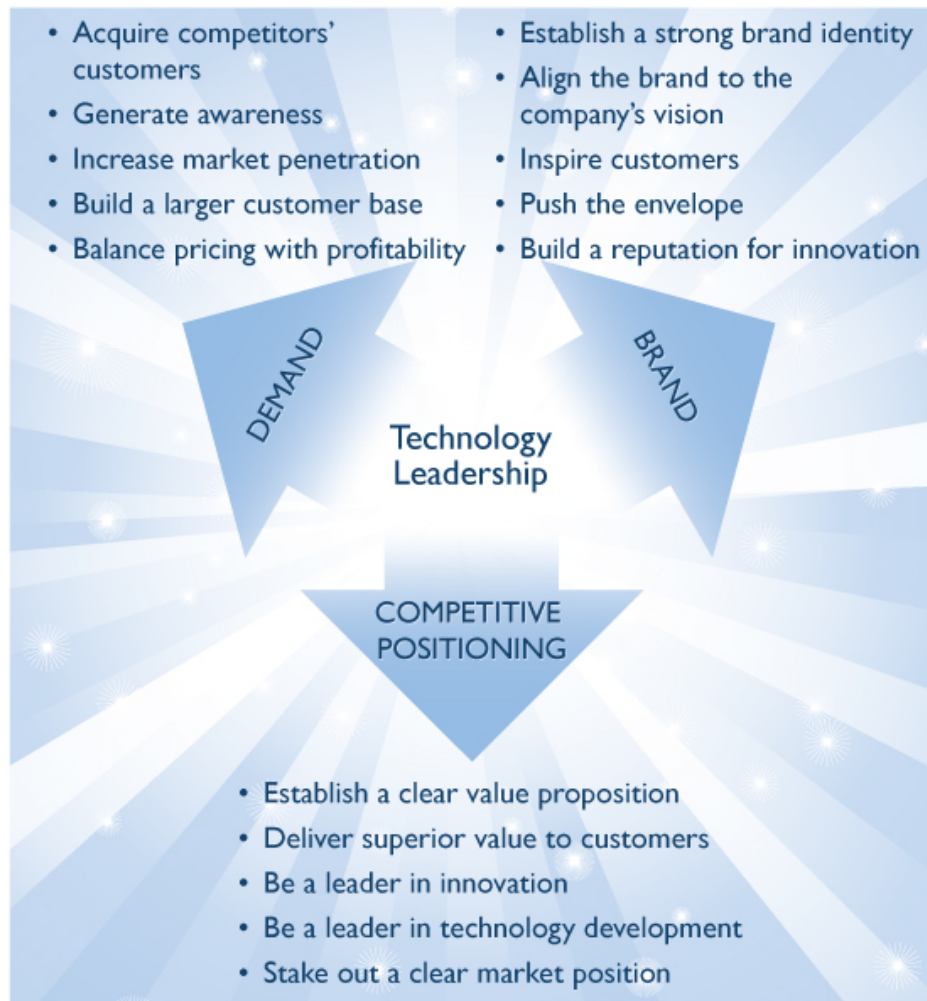 • Acquire competitors'
customers
• Generate awareness
• Increase market penetration
• Build a larger customer base
• Balance pricing with profitability
• Establish a strong brand identity
• Align the brand to the
company's vision
• Inspire customers
• Push the envelope
• Build a reputation for innovation
DEMAND
BRAND
Technology
Leadership
COMPETITIVE
POSITIONING
• Establish a clear value proposition
• Deliver superior value to customers
• Be a leader in innovation
• Be a leader in technology development
• Stake out a clear market position